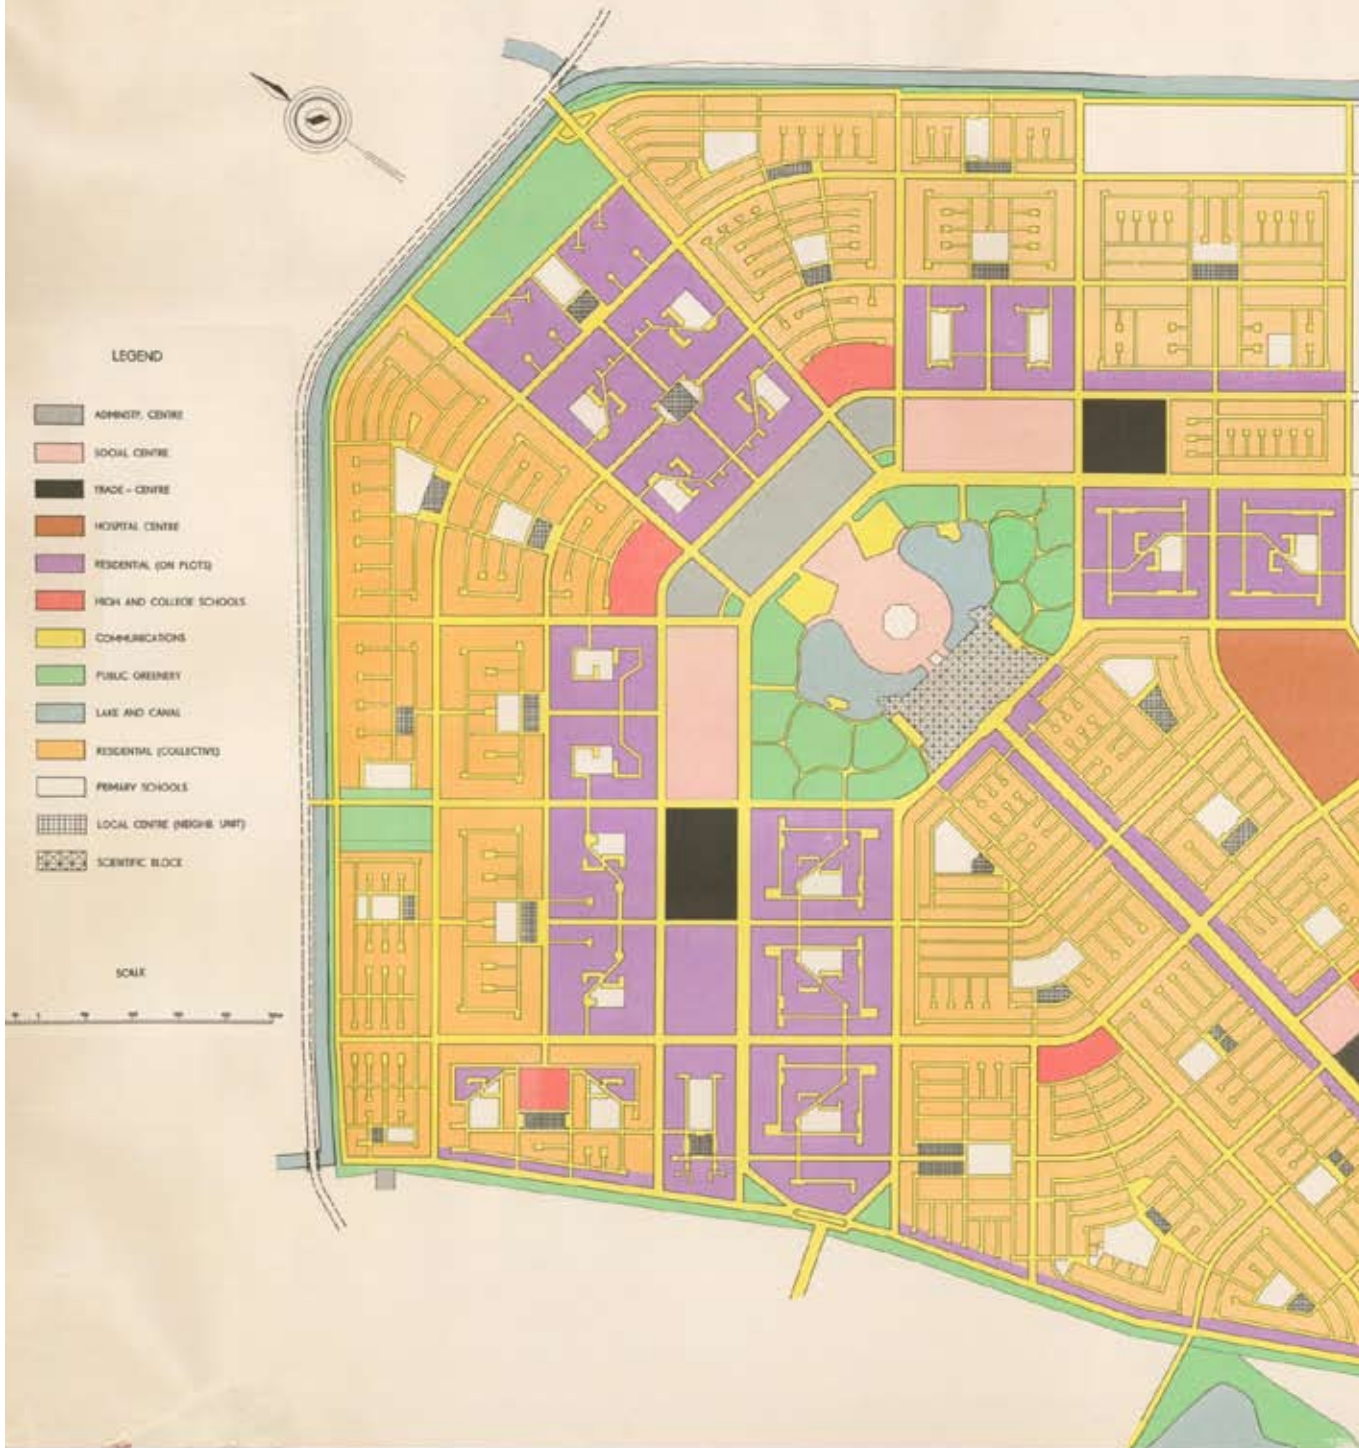 LEGEND
ADMINSTR. CENTRE
SOCIAL CENTRE
TRADE - CENTRE
HOSPITAL CENTRE
RESIDENTIAL (ON PLOTS)
HIGH AND COLLEGE SCHOOLS
COMMUNICATIONS
PUBLIC GREENERY
LAKE AND CANAL
RESIDENTIAL (COLLECTIVE)
PRIMARY SCHOOLS
LOCAL CENTRE (NEIGHB. UNIT)
SCIENTIFIC BLOCK
SCALE